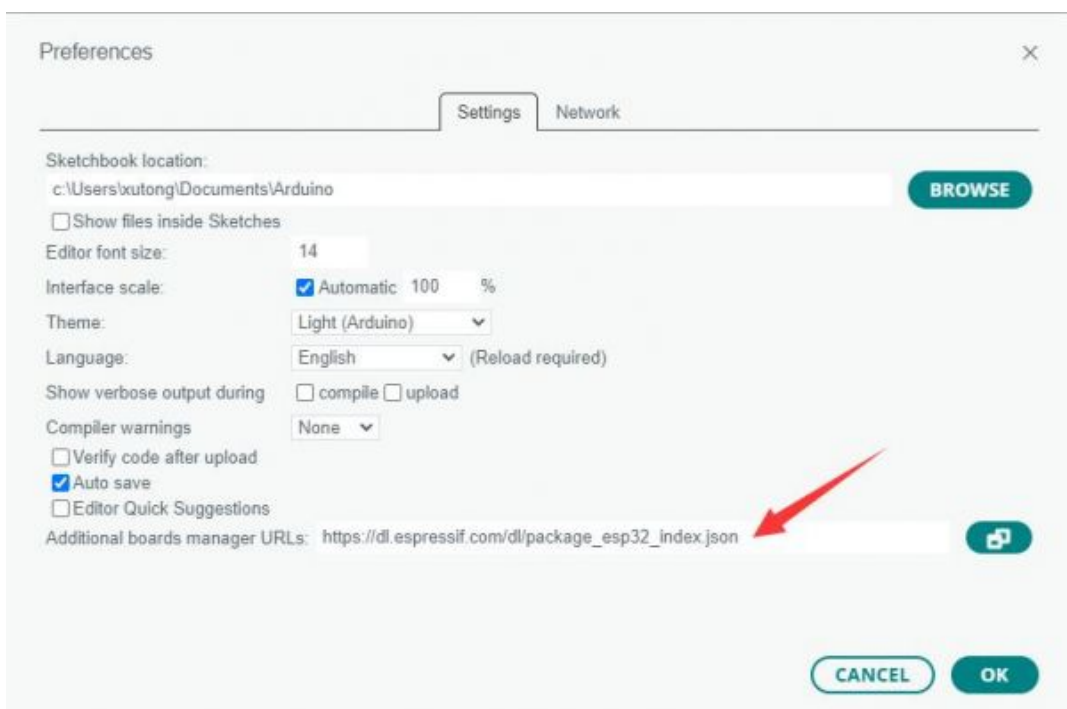 Preferences
Settings Network
Sketchbook location:
c:\Users\xutong\Documents\Arduino
BROWSE
Show files inside Sketches
Editor font size: 14
Interface scale: Automatic 100 %
Theme: Light (Arduino)
Language: English (Reload required)
Show verbose output during compile upload
Compiler warnings None
Verify code after upload
Auto save
Editor Quick Suggestions
Additional boards manager URLs: https://dl.espressif.com/dl/package_esp32_index.json
CANCEL OK